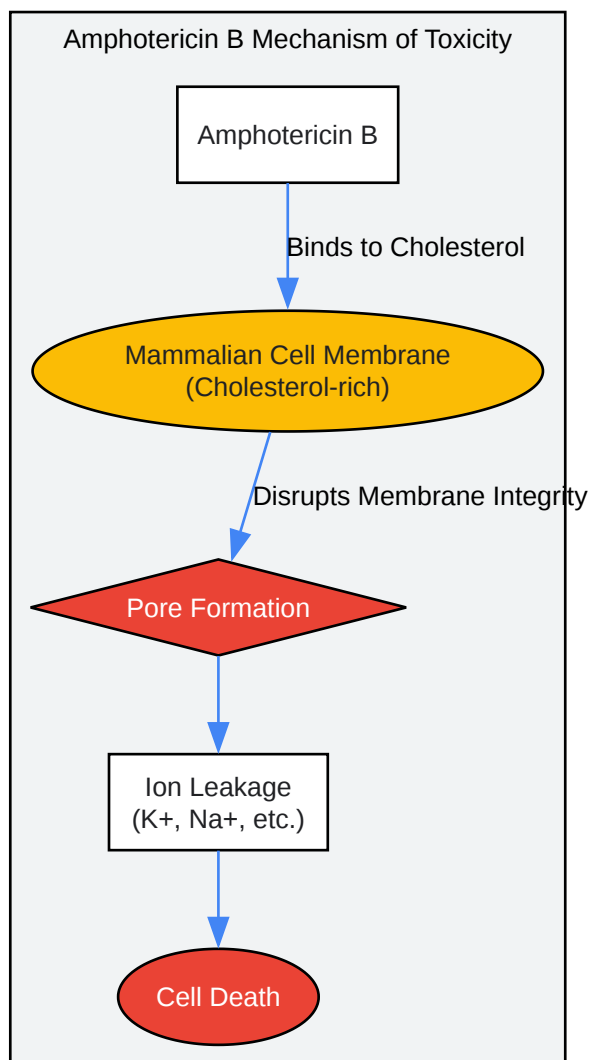 Amphotericin B Mechanism of Toxicity
Amphotericin B
Binds to Cholesterol
Mammalian Cell Membrane
(Cholesterol-rich)
Disrupts Membrane Integrity
Pore Formation
Ion Leakage
(K+, Na+, etc.)
Cell Death